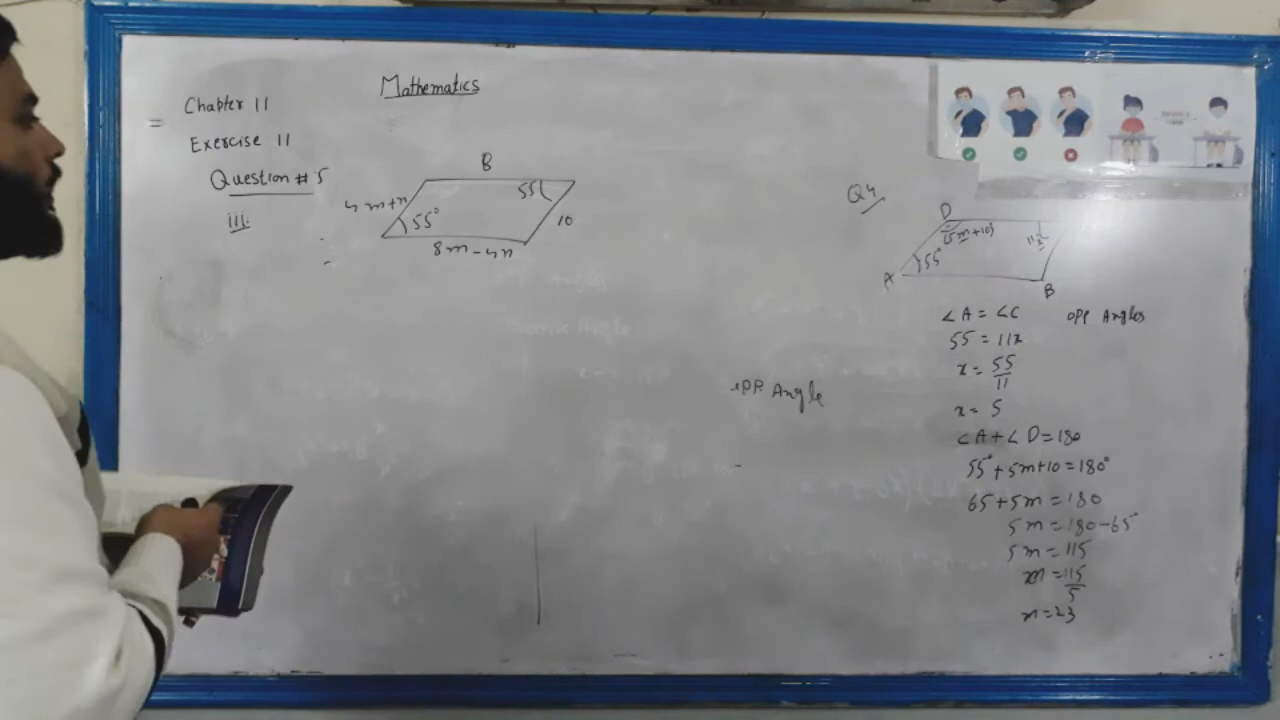 Mathematics
= Chapter 11
Exercise 11
Question # 5
iii.
B
4m+n
55°
55
10
8m-4n
Q4
D
(5m+10)
11x
55°
A
B
∠A = ∠C opp Angles
55 = 11x
x = 55/11
x = 5
∠A+∠D=180
55°+5m+10=180°
65+5m=180
5m=180-65°
5m=115
m=115/5
m=23
opp. Angle